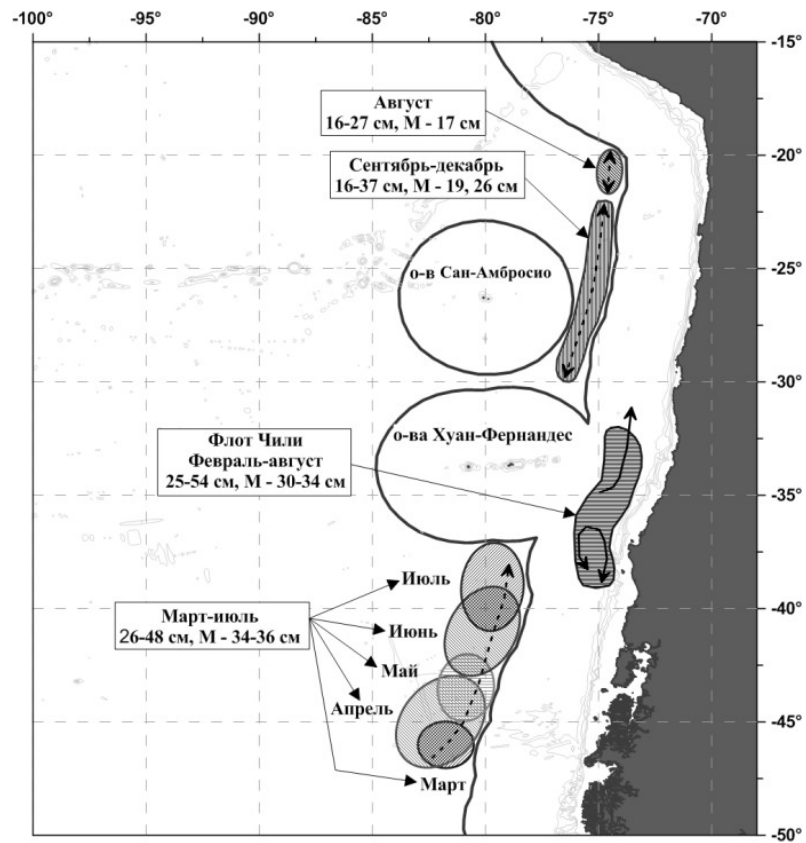 -100° -95° -90° -85° -80° -75° -70°
-15°
Август
16-27 см, М - 17 см
-20°
Сентябрь-декабрь
16-37 см, М - 19, 26 см
о-в Сан-Амбросио
-25°
-30°
о-ва Хуан-Фернандес
Флот Чили
Февраль-август
25-54 см, М - 30-34 см
-35°
Июль
-40°
Март-июль
26-48 см, М - 34-36 см
Июнь
Май
Апрель
-45°
Март
-50°